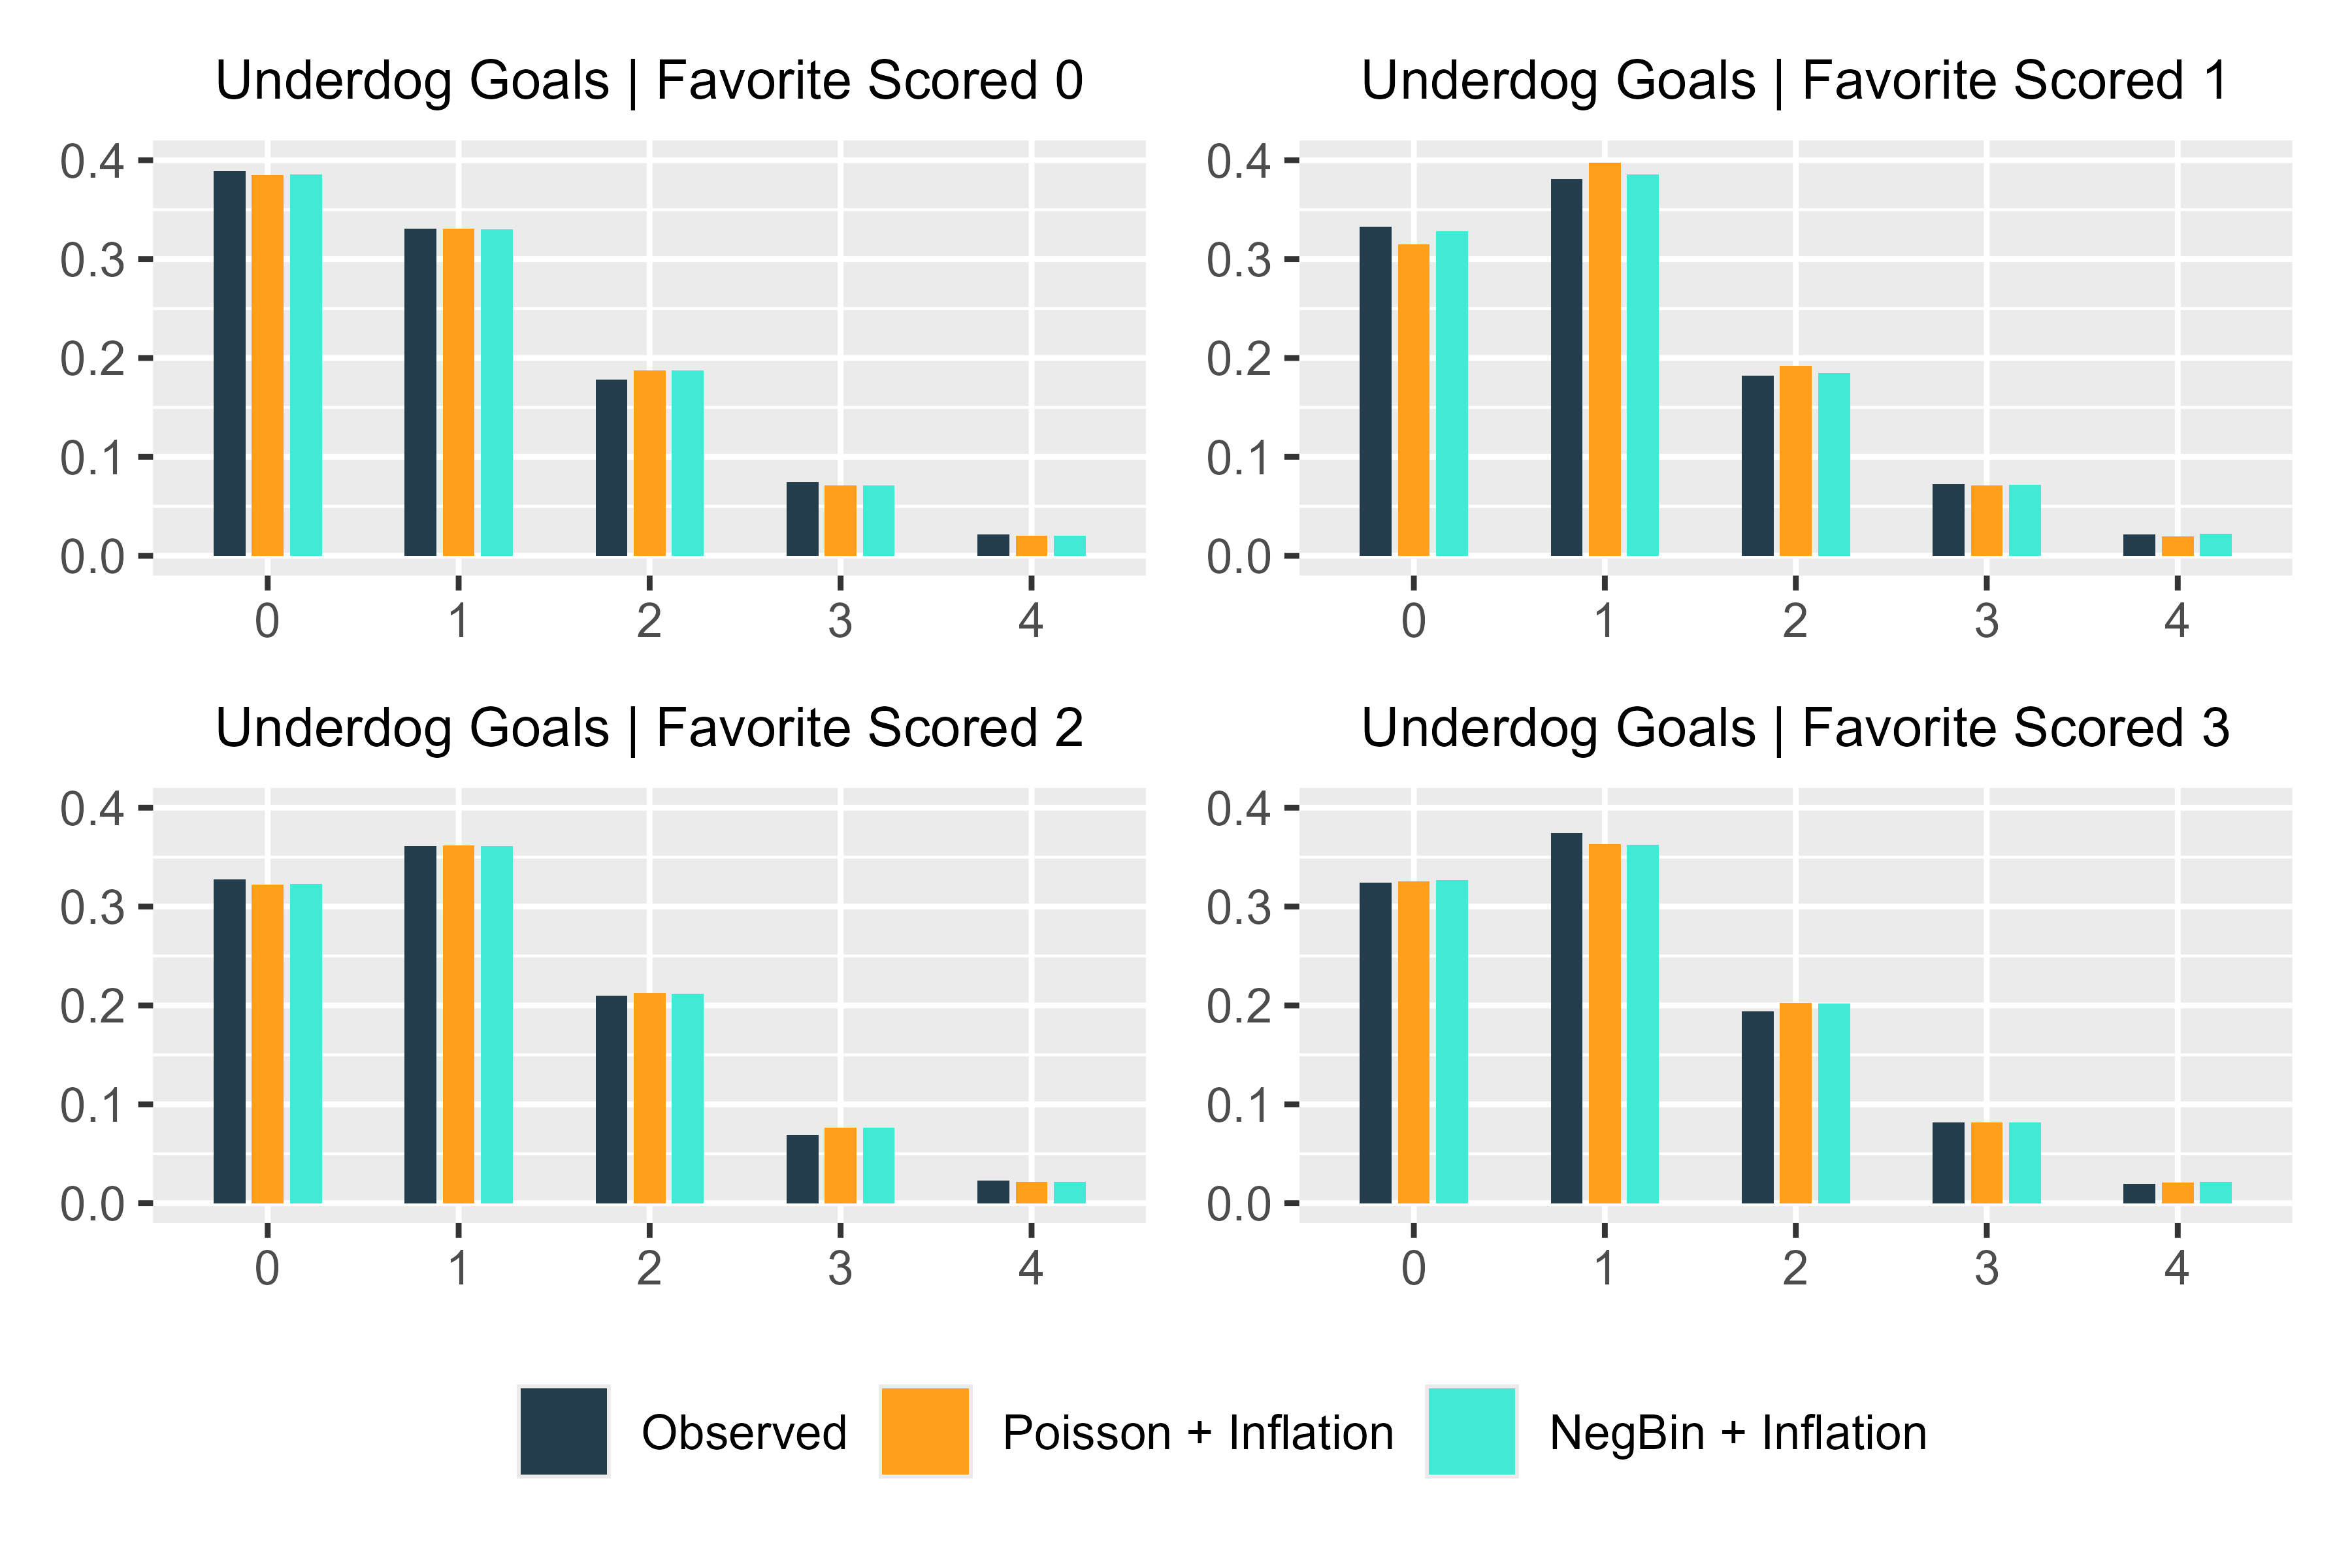 Underdog Goals | Favorite Scored 0
0.4
0.3
0.2
0.1
0.0
0 1 2 3 4
Underdog Goals | Favorite Scored 1
0.4
0.3
0.2
0.1
0.0
0 1 2 3 4
Underdog Goals | Favorite Scored 2
0.4
0.3
0.2
0.1
0.0
0 1 2 3 4
Underdog Goals | Favorite Scored 3
0.4
0.3
0.2
0.1
0.0
0 1 2 3 4
Observed Poisson + Inflation NegBin + Inflation